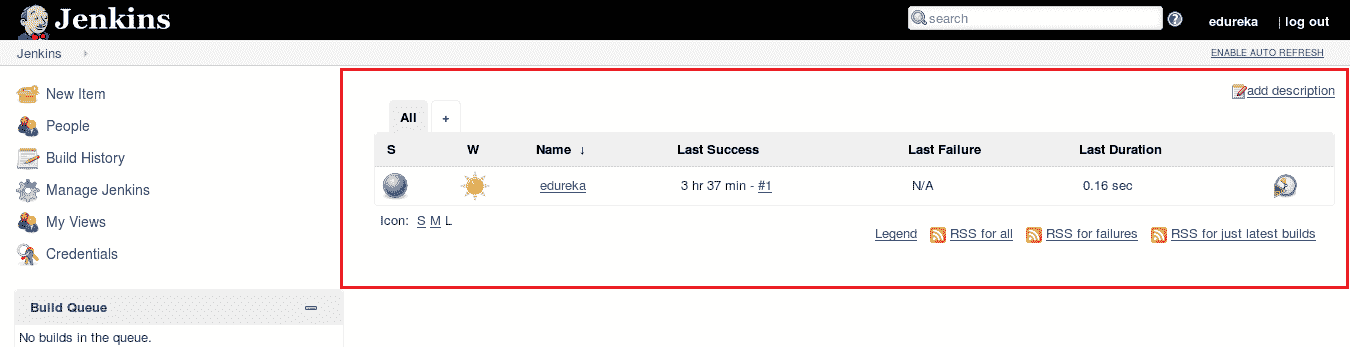 Jenkins
search
edureka | log out
Jenkins
ENABLE AUTO REFRESH
New Item
People
Build History
Manage Jenkins
My Views
Credentials
Build Queue
No builds in the queue.
add description
All +
S W Name ↓ Last Success Last Failure Last Duration
edureka 3 hr 37 min - #1 N/A 0.16 sec
Icon: S M L
Legend RSS for all RSS for failures RSS for just latest builds